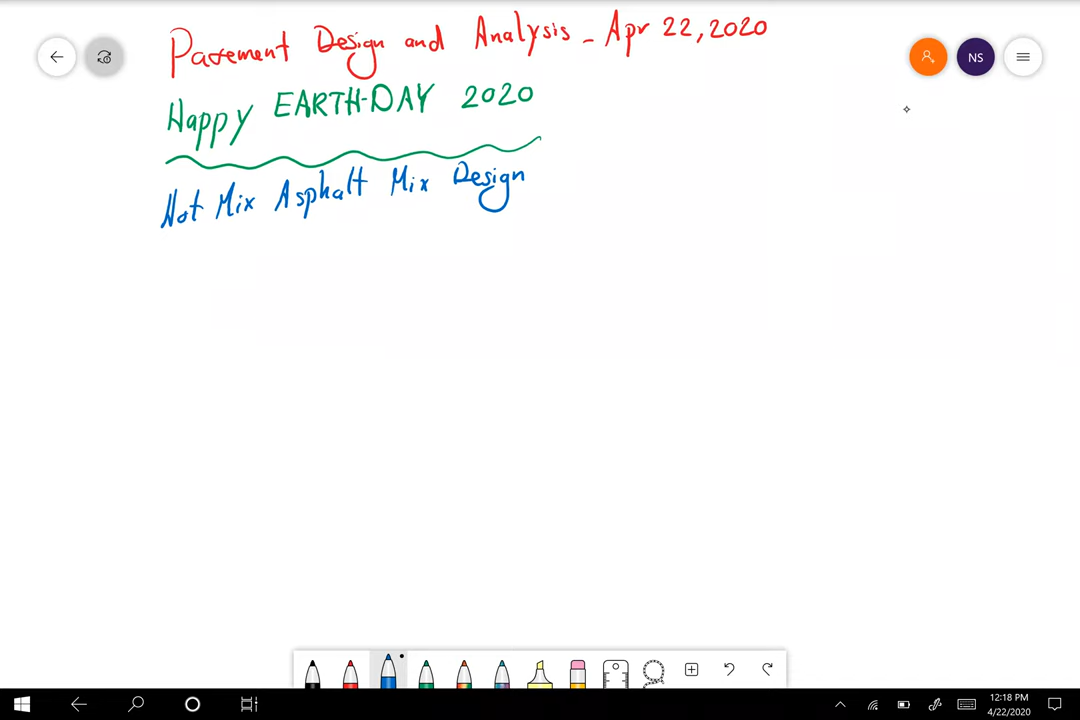 Pavement Design and Analysis - Apr 22, 2020
Happy EARTH-DAY 2020
Hot Mix Asphalt Mix Design
NS
12:18 PM
4/22/2020